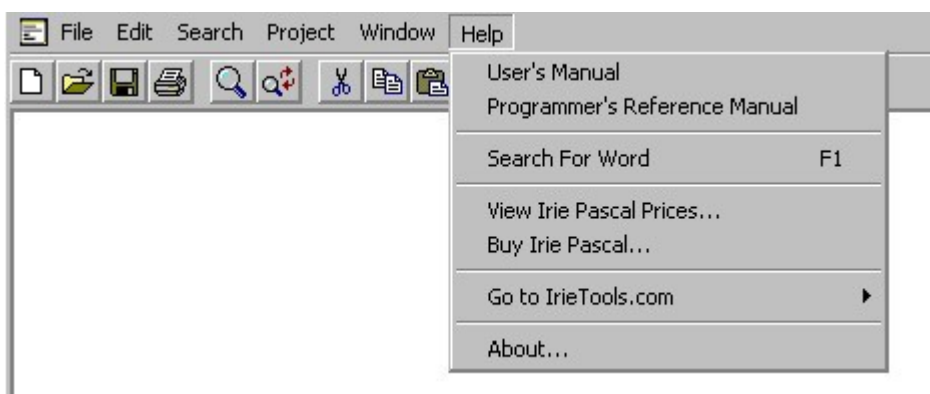 File Edit Search Project Window Help
User's Manual
Programmer's Reference Manual
Search For Word F1
View Irie Pascal Prices...
Buy Irie Pascal...
Go to IrieTools.com
About...